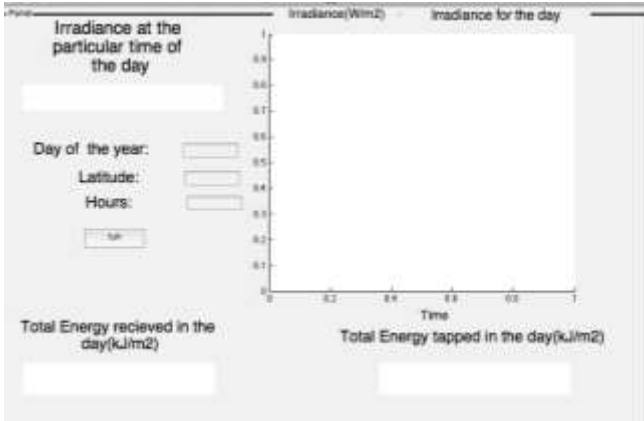 Panel
Irradiance(W/m2)
Irradiance for the day
Irradiance at the
particular time of
the day
Day of the year:
Latitude:
Hours:
1
0.9
0.8
0.7
0.6
0.5
0.4
0.3
0.2
0.1
0
0
0.2
0.4
0.6
0.8
1
Time
Total Energy recieved in the
day(kJ/m2)
Total Energy tapped in the day(kJ/m2)